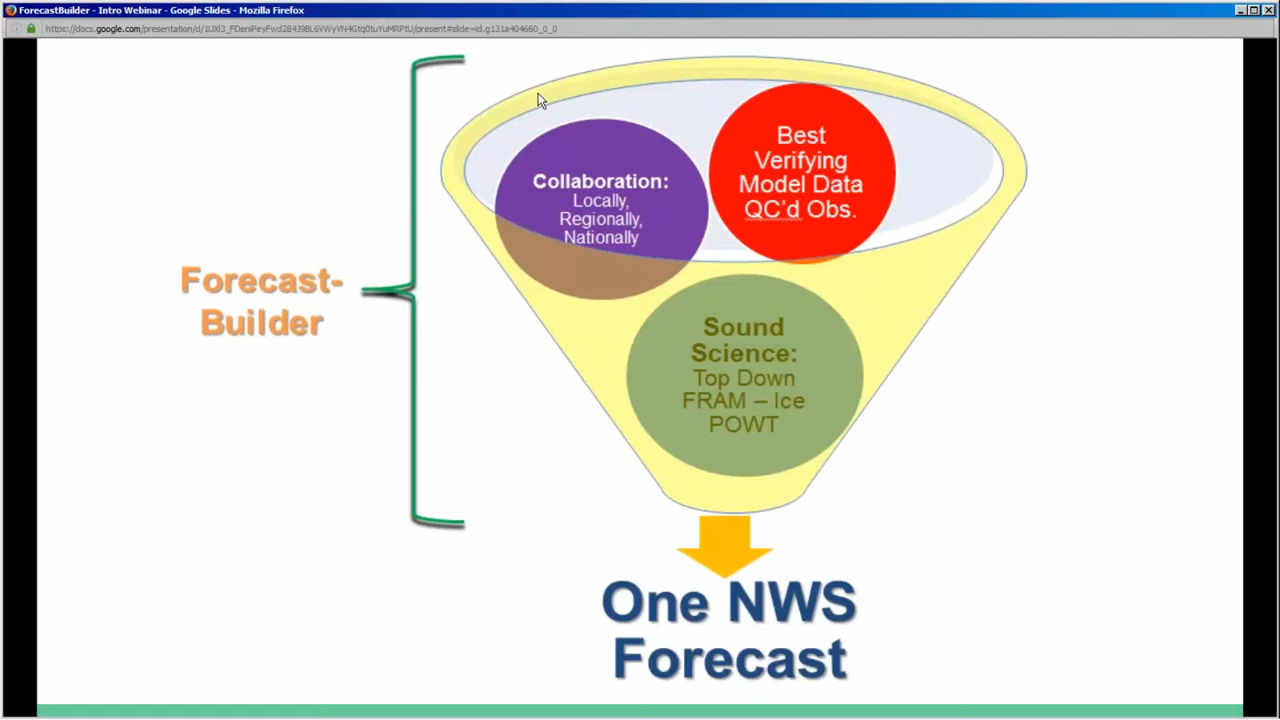 ForecastBuilder - Intro Webinar - Google Slides - Mozilla Firefox
Forecast-
Builder
Collaboration:
Locally,
Regionally,
Nationally
Best
Verifying
Model Data
QC'd Obs.
Sound
Science:
Top Down
FRAM – Ice
POWT
One NWS
Forecast